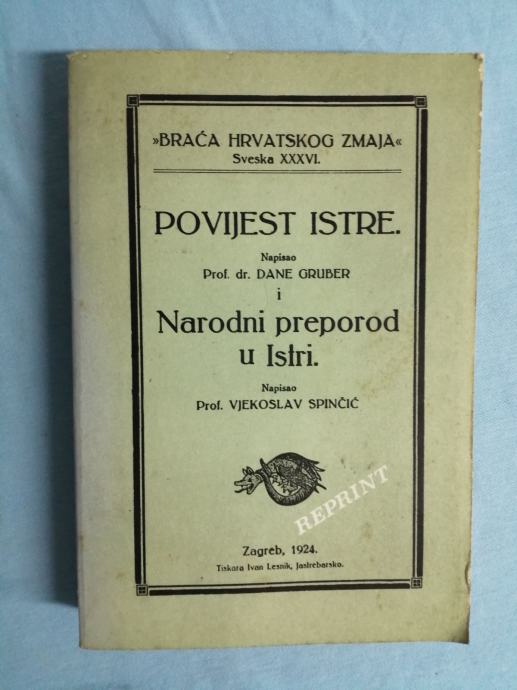 »BRAĆA HRVATSKOG ZMAJA«
Sveska XXXVI.
POVIJEST ISTRE.
Napisao
Prof. dr. DANE GRUBER
i
Narodni preporod
u Istri.
Napisao
Prof. VJEKOSLAV SPINČIĆ
REPRINT
Zagreb, 1924.
Tiskara Ivan Lesnik, Jastrebarsko.